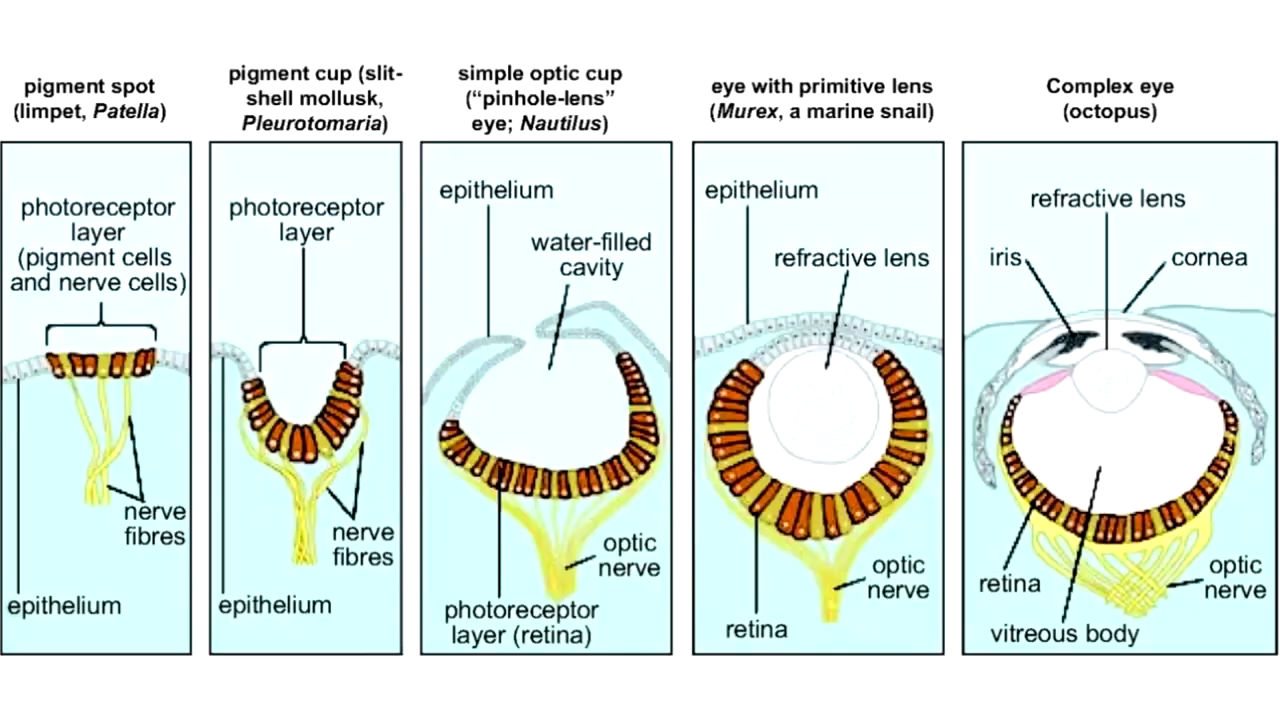 pigment spot
(limpet, Patella)
pigment cup (slit-
shell mollusk,
Pleurotomaria)
simple optic cup
(“pinhole-lens”
eye; Nautilus)
eye with primitive lens
(Murex, a marine snail)
Complex eye
(octopus)
photoreceptor
layer
(pigment cells
and nerve cells)
nerve
fibres
epithelium
photoreceptor
layer
nerve
fibres
epithelium
epithelium
water-filled
cavity
optic
nerve
photoreceptor
layer (retina)
epithelium
refractive lens
optic
nerve
retina
refractive lens
iris
cornea
retina
optic
nerve
vitreous body